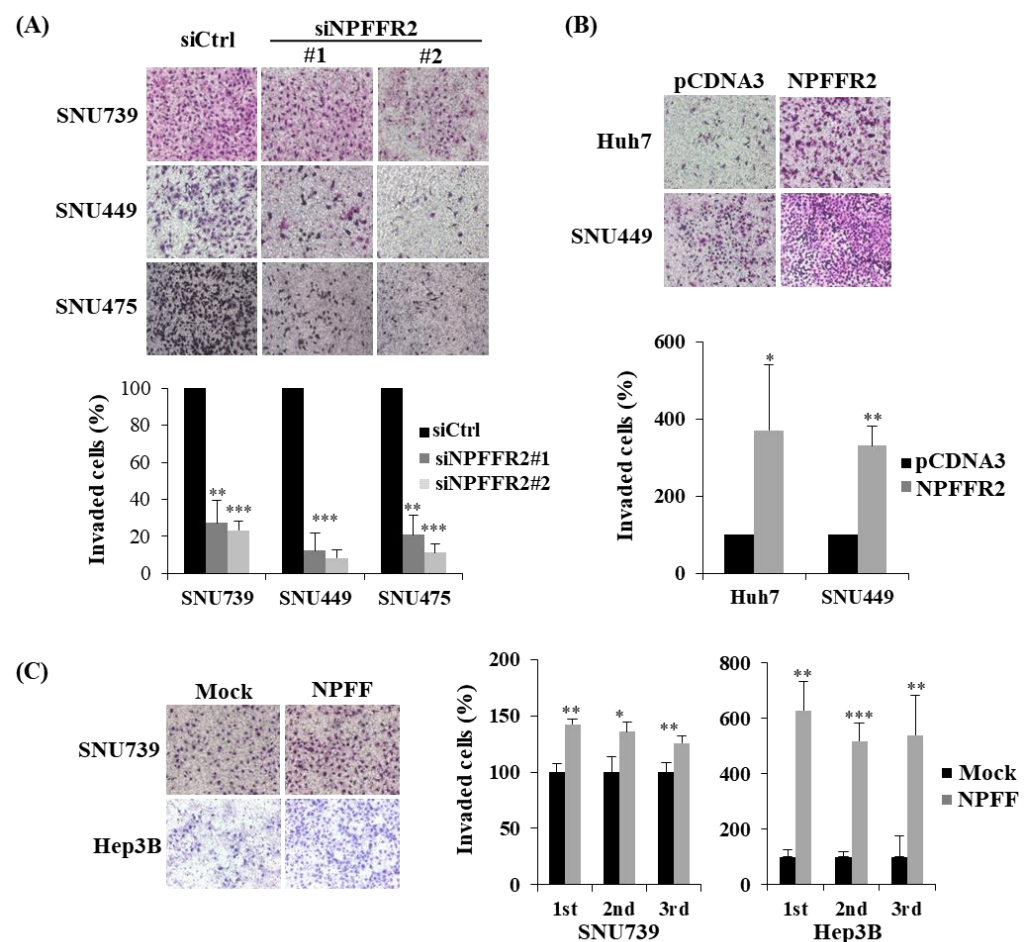 (A)
siCtrl
siNPFFR2
#1 #2
SNU739
SNU449
SNU475
Invaded cells (%)
100
80
60
40
20
0
** *** *** ** ***
SNU739 SNU449 SNU475
siCtrl
siNPFFR2#1
siNPFFR2#2
(B)
pCDNA3 NPFFR2
Huh7
SNU449
Invaded cells (%)
600
400
200
0
* **
Huh7 SNU449
pCDNA3
NPFFR2
(C)
Mock NPFF
SNU739
Hep3B
Invaded cells (%)
200
150
100
50
0
** * **
1st 2nd 3rd
SNU739
800
600
400
200
0
** *** **
1st 2nd 3rd
Hep3B
Mock
NPFF